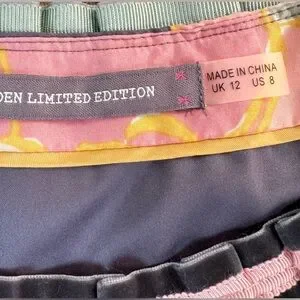 DEN LIMITED EDITION
MADE IN CHINA
UK 12 US 8